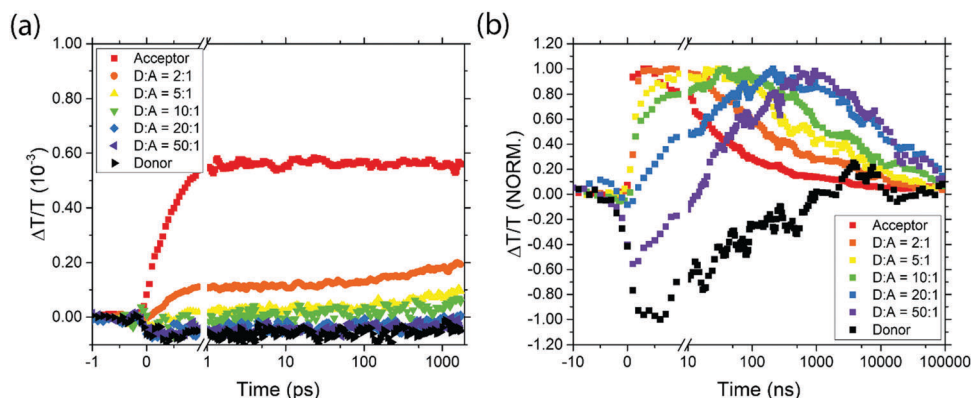 (a)
1.00
0.80
0.60
0.40
0.20
0.00
ΔT/T (10⁻³)
Acceptor
D:A = 2:1
D:A = 5:1
D:A = 10:1
D:A = 20:1
D:A = 50:1
Donor
-1 0 1 10 100 1000
Time (ps)
(b)
1.20
1.00
0.80
0.60
0.40
0.20
0.00
-0.20
-0.40
-0.60
-0.80
-1.00
-1.20
ΔT/T (NORM.)
Acceptor
D:A = 2:1
D:A = 5:1
D:A = 10:1
D:A = 20:1
D:A = 50:1
Donor
-10 0 10 100 1000 10000 100000
Time (ns)